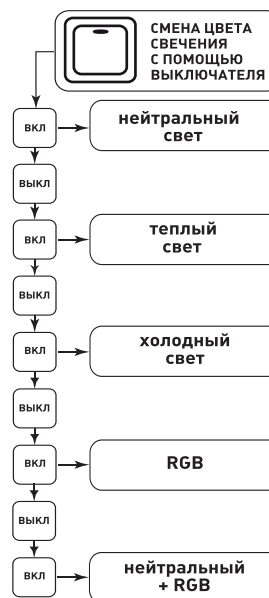 СМЕНА ЦВЕТА
СВЕЧЕНИЯ
С ПОМОЩЬЮ
ВЫКЛЮЧАТЕЛЯ
ВКЛ
нейтральный
свет
ВЫКЛ
ВКЛ
теплый
свет
ВЫКЛ
ВКЛ
холодный
свет
ВЫКЛ
ВКЛ
RGB
ВЫКЛ
ВКЛ
нейтральный
+ RGB